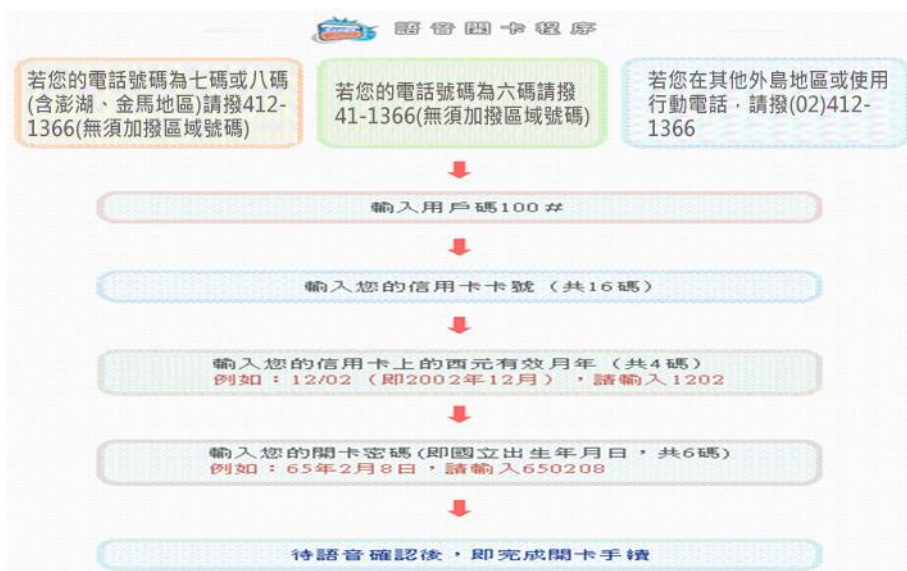 語音開卡程序
若您的電話號碼為七碼或八碼
(含澎湖、金馬地區)請撥412-
1366(無須加撥區域號碼)
若您的電話號碼為六碼請撥
41-1366(無須加撥區域號碼)
若您在其他外島地區或使用
行動電話，請撥(02)412-
1366
輸入用戶碼100#
輸入您的信用卡卡號（共16碼）
輸入您的信用卡上的西元有效月年（共4碼）
例如：12/02（即2002年12月），請輸入1202
輸入您的開卡密碼(即國立出生年月日，共6碼)
例如：65年2月8日，請輸入650208
待語音確認後，即完成開卡手續